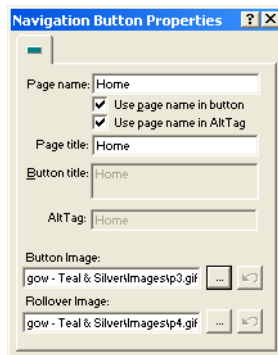 Navigation Button Properties ? X
Page name: Home
Use page name in button
Use page name in AltTag
Page title: Home
Button title: Home
AltTag: Home
Button Image:
gow - Teal & Silver\Images\p3.gif ...
Rollover Image:
gow - Teal & Silver\Images\p4.gif ...